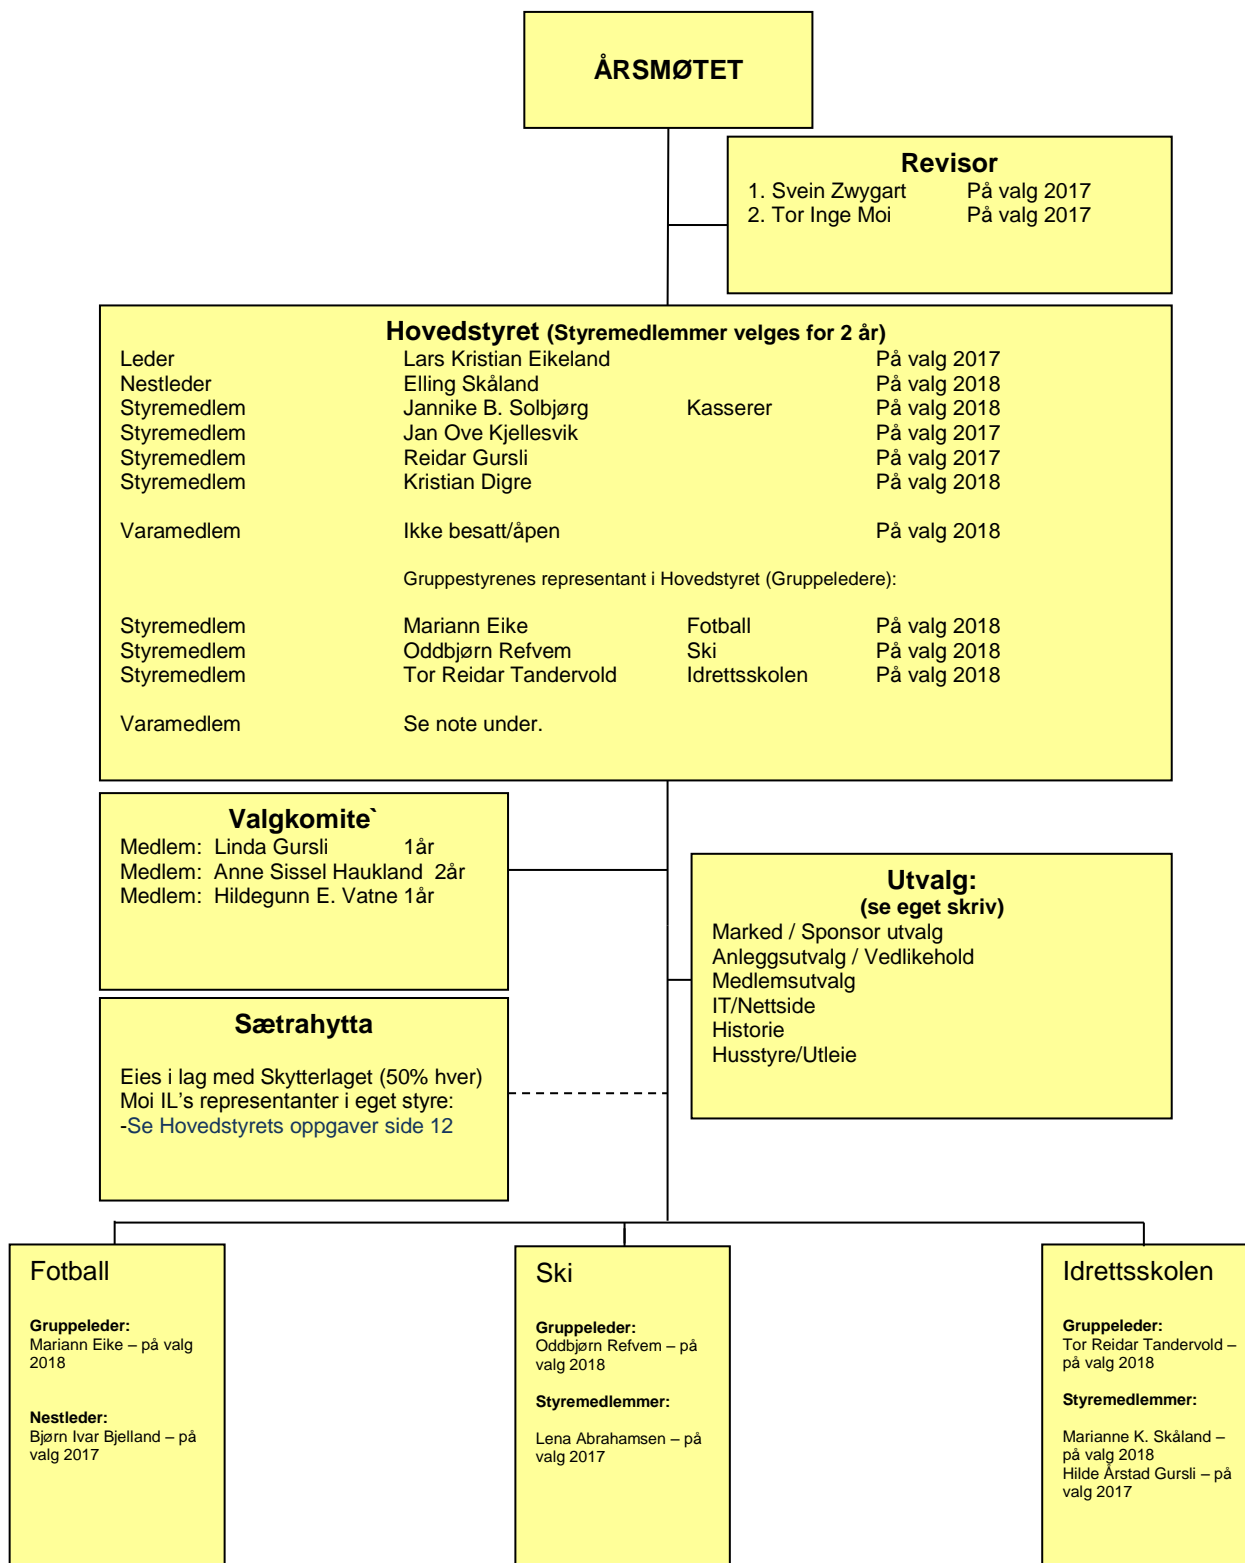 ÅRSMØTET
Revisor
1. Svein Zwygart På valg 2017
2. Tor Inge Moi På valg 2017
Hovedstyret (Styremedlemmer velges for 2 år)
Leder Lars Kristian Eikeland På valg 2017
Nestleder Elling Skåland På valg 2018
Styremedlem Jannike B. Solbjørg Kasserer På valg 2018
Styremedlem Jan Ove Kjellesvik På valg 2017
Styremedlem Reidar Gursli På valg 2017
Styremedlem Kristian Digre På valg 2018
Varamedlem Ikke besatt/åpen På valg 2018
Gruppestyrenes representant i Hovedstyret (Gruppeledere):
Styremedlem Mariann Eike Fotball På valg 2018
Styremedlem Oddbjørn Refvem Ski På valg 2018
Styremedlem Tor Reidar Tandervold Idrettsskolen På valg 2018
Varamedlem Se note under.
Valgkomite`
Medlem: Linda Gursli 1år
Medlem: Anne Sissel Haukland 2år
Medlem: Hildegunn E. Vatne 1år
Utvalg:
(se eget skriv)
Marked / Sponsor utvalg
Anleggsutvalg / Vedlikehold
Medlemsutvalg
IT/Nettside
Historie
Husstyre/Utleie
Sætrahytta
Eies i lag med Skytterlaget (50% hver)
Moi IL's representanter i eget styre:
-Se Hovedstyrets oppgaver side 12
Fotball
Gruppeleder:
Mariann Eike – på valg
2018
Nestleder:
Bjørn Ivar Bjelland – på
valg 2017
Ski
Gruppeleder:
Oddbjørn Refvem – på
valg 2018
Styremedlemmer:
Lena Abrahamsen – på
valg 2017
Idrettsskolen
Gruppeleder:
Tor Reidar Tandervold –
på valg 2018
Styremedlemmer:
Marianne K. Skåland –
på valg 2018
Hilde Årstad Gursli – på
valg 2017